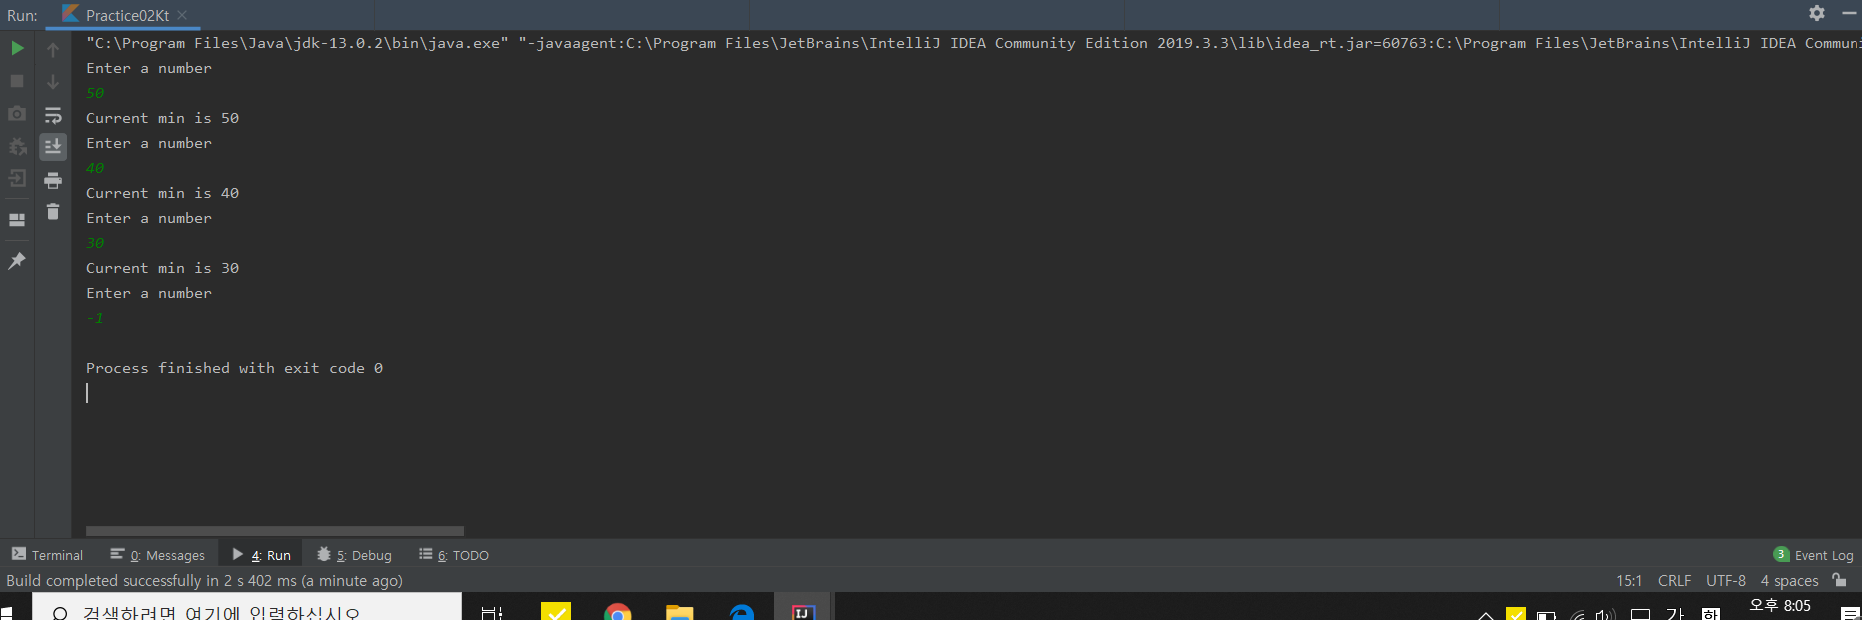 Run: Practice02Kt
"C:\Program Files\Java\jdk-13.0.2\bin\java.exe" "-javaagent:C:\Program Files\JetBrains\IntelliJ IDEA Community Edition 2019.3.3\lib\idea_rt.jar=60763:C:\Program Files\JetBrains\IntelliJ IDEA Commun
Enter a number
50
Current min is 50
Enter a number
40
Current min is 40
Enter a number
30
Current min is 30
Enter a number
-1
Process finished with exit code 0
Terminal 0: Messages 4: Run 5: Debug 6: TODO 3 Event Log
Build completed successfully in 2 s 402 ms (a minute ago) 15:1 CRLF UTF-8 4 spaces
검색하려면 여기에 입력하십시오 IJ 가 한 오후 8:05